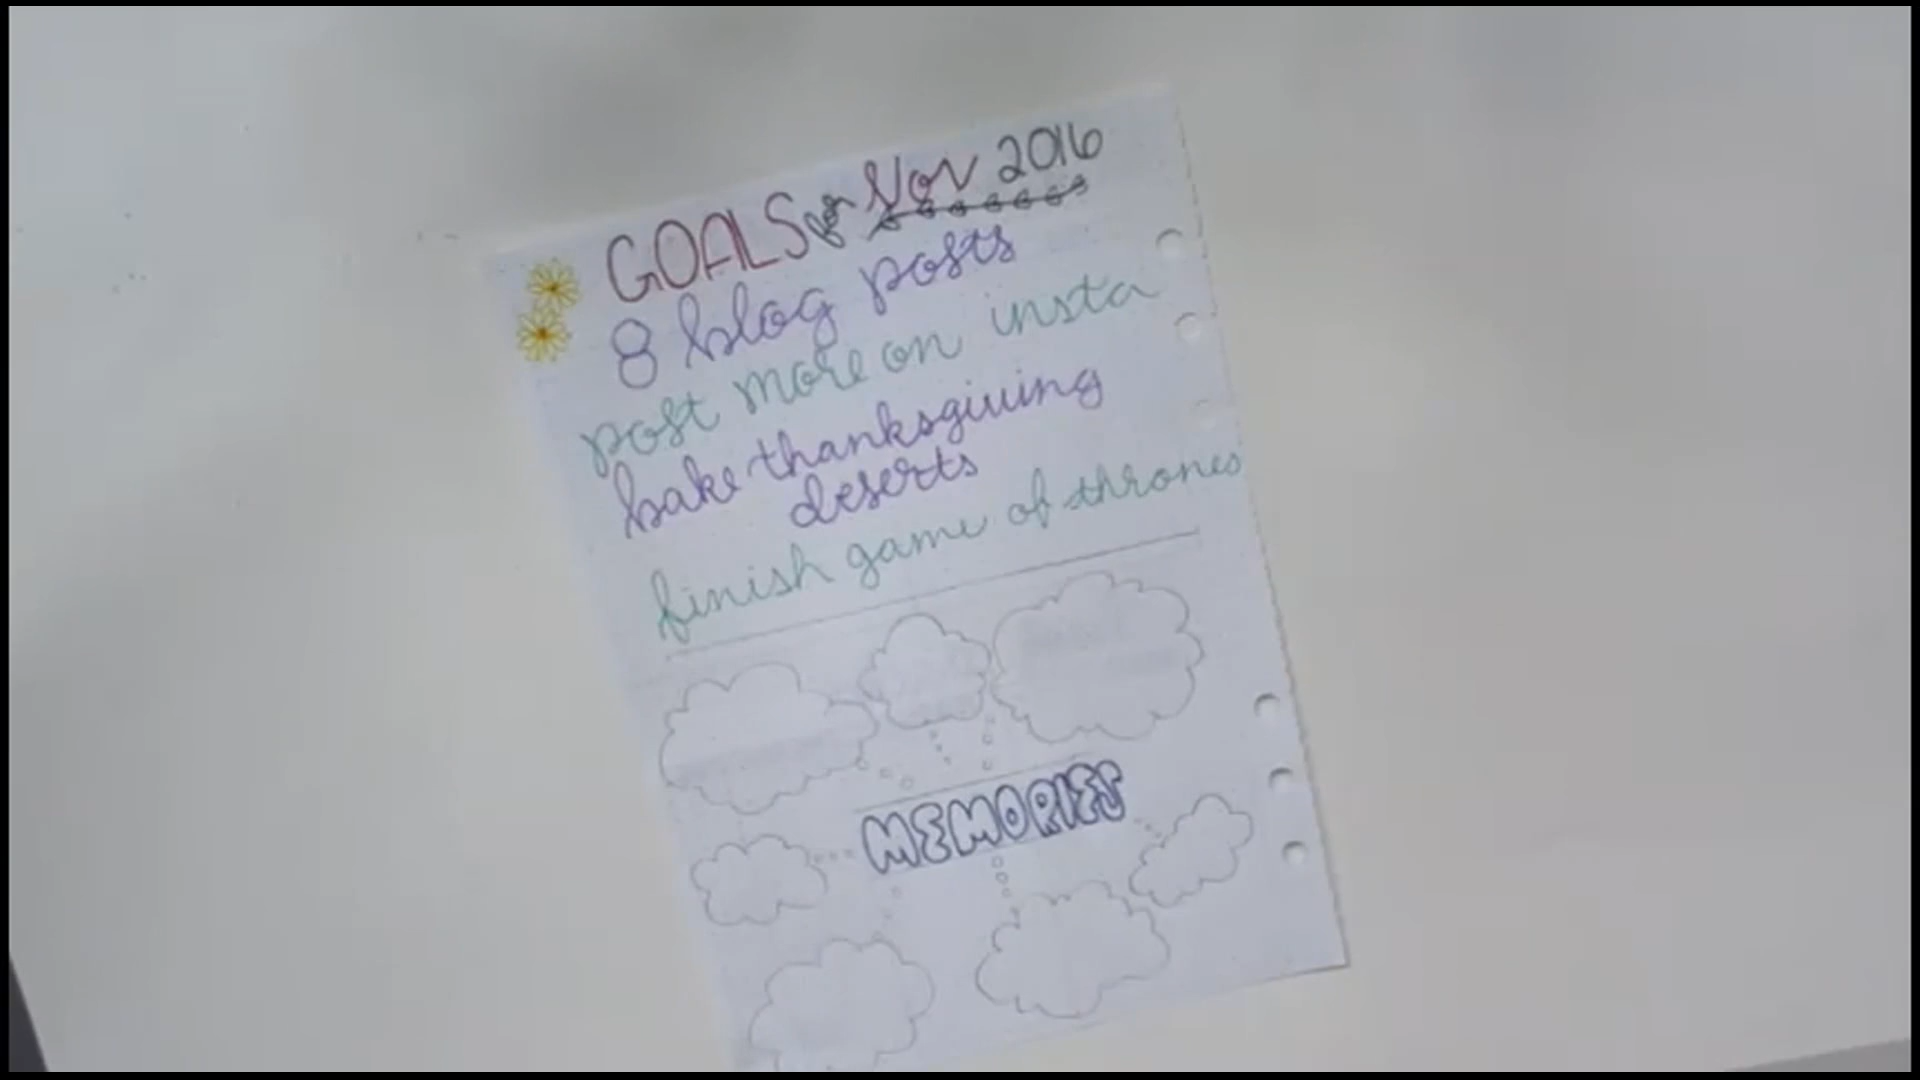 GOALS for Nov 2016
8 blog posts
post more on insta
bake thanksgiving
deserts
finish game of thrones
MEMORIES